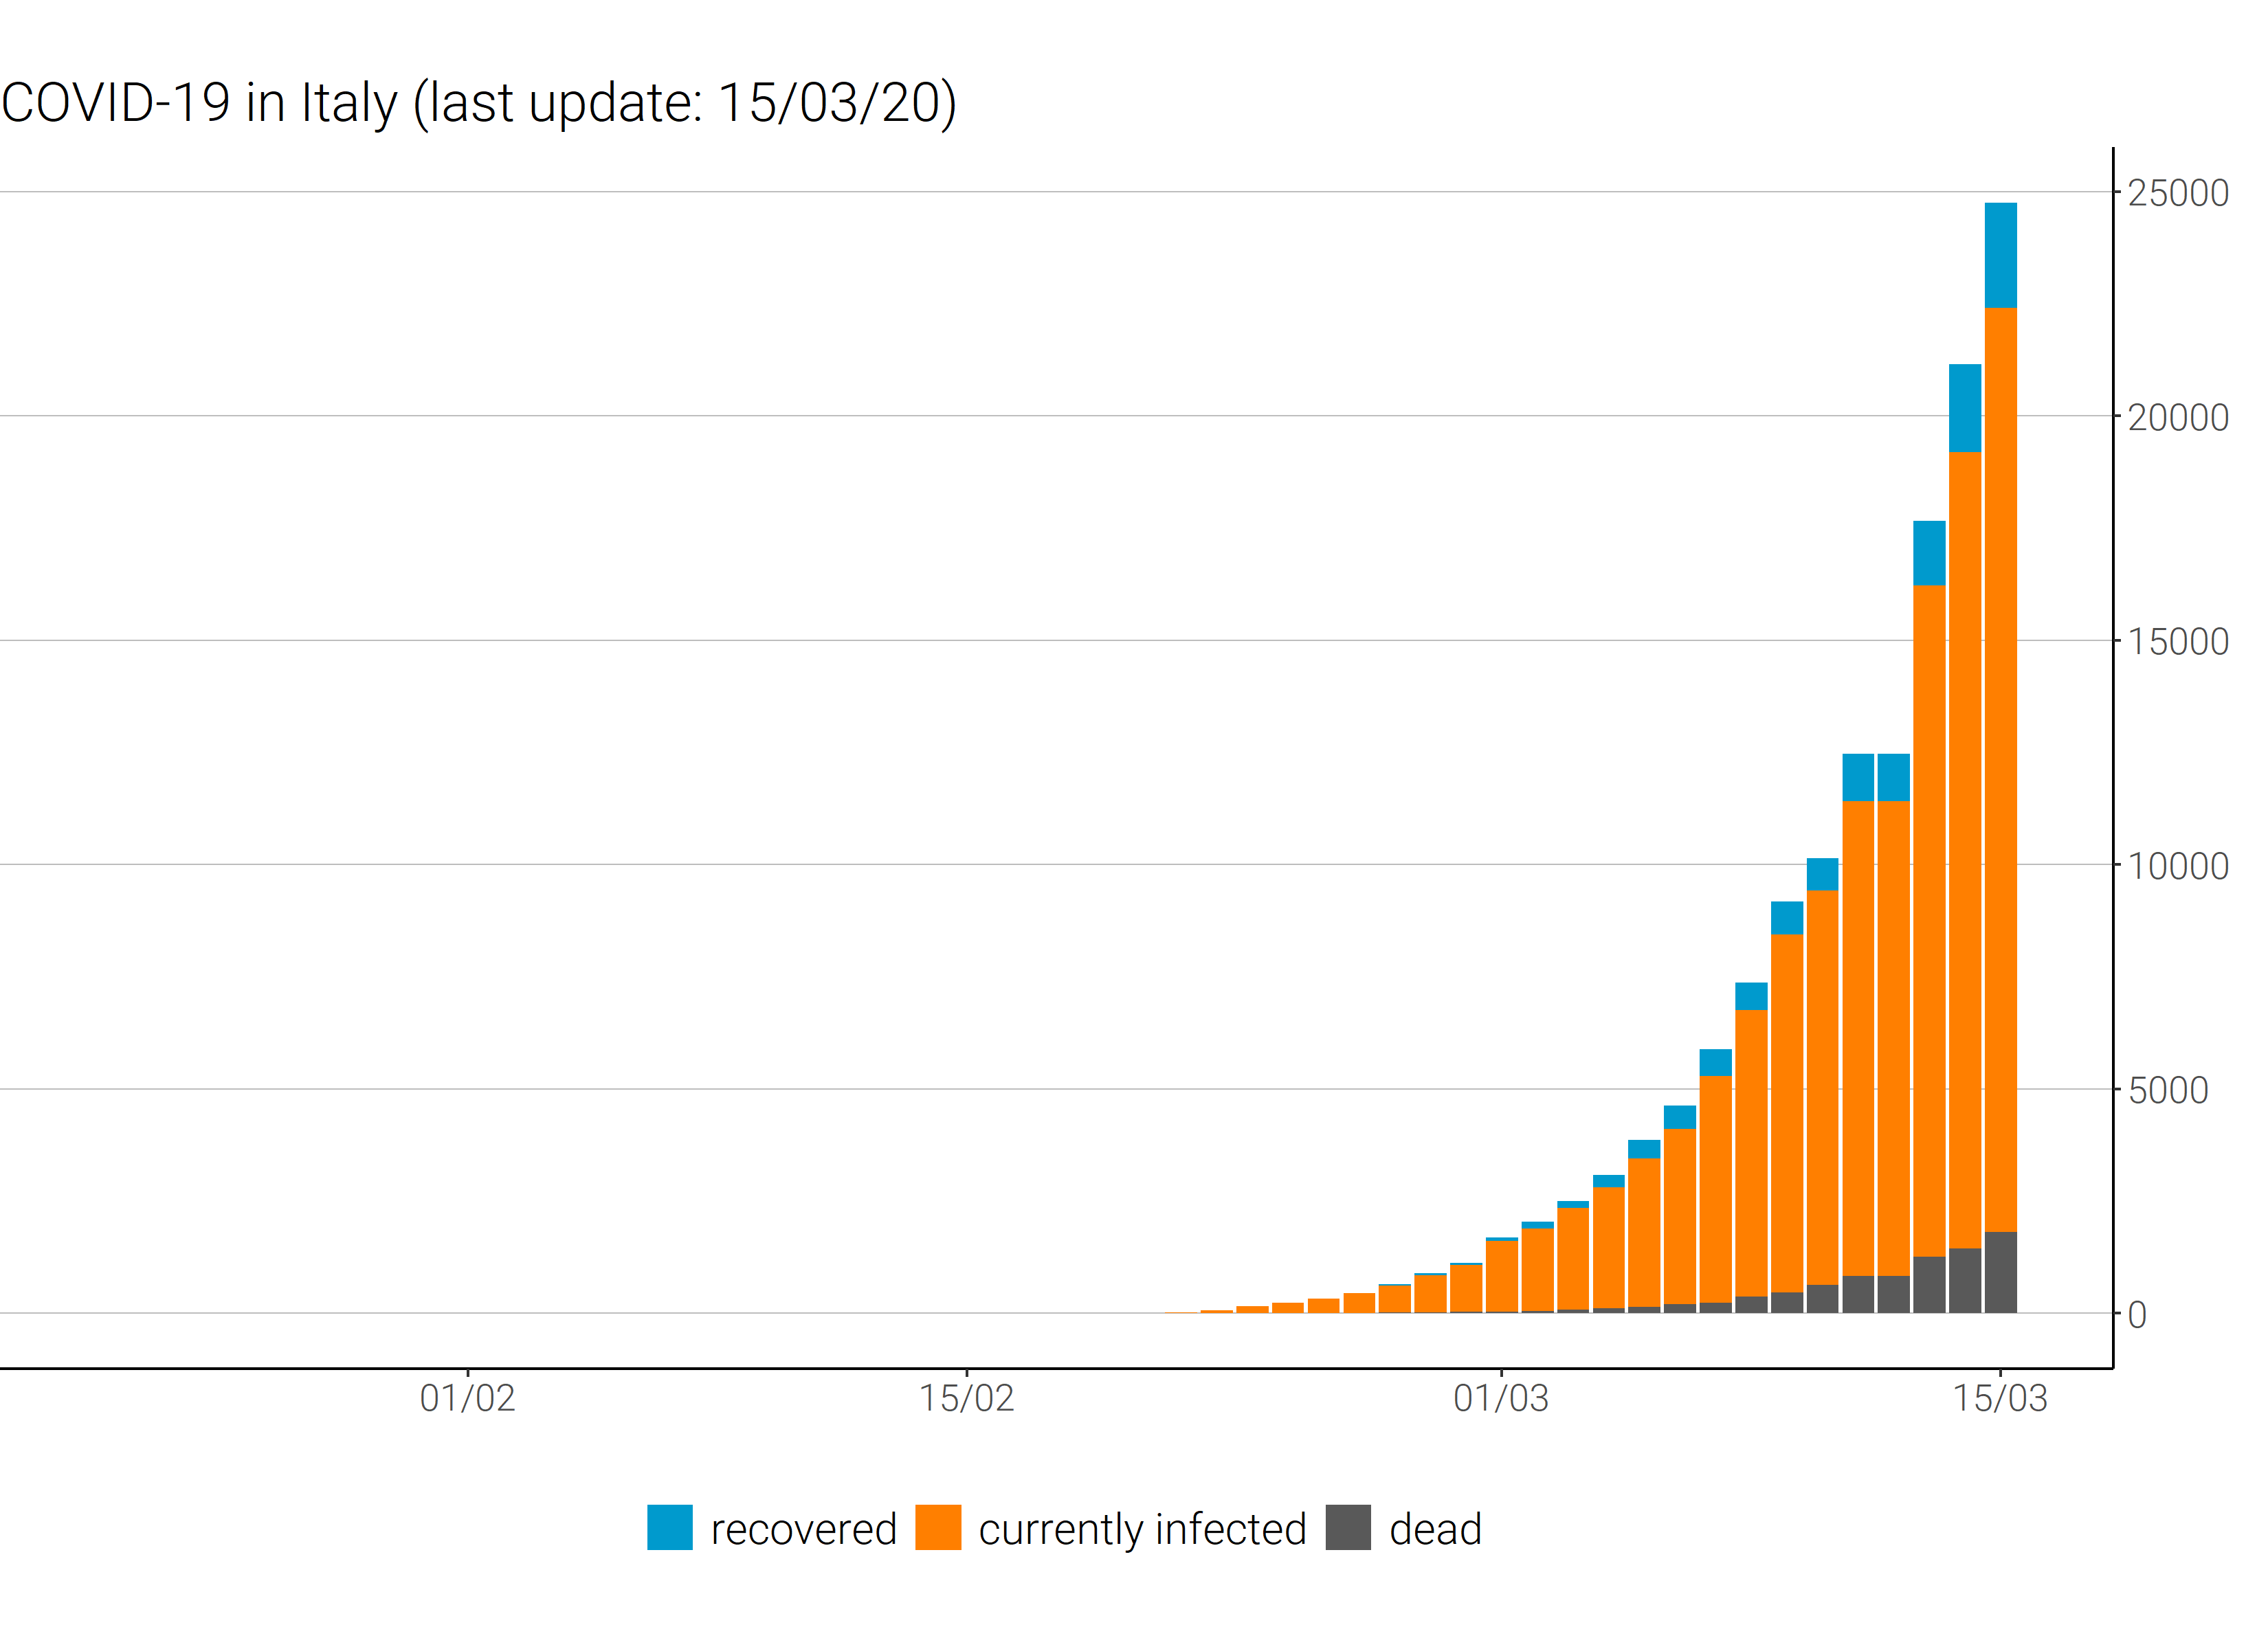 COVID-19 in Italy (last update: 15/03/20)
25000
20000
15000
10000
5000
0
01/02 15/02 01/03 15/03
recovered currently infected dead